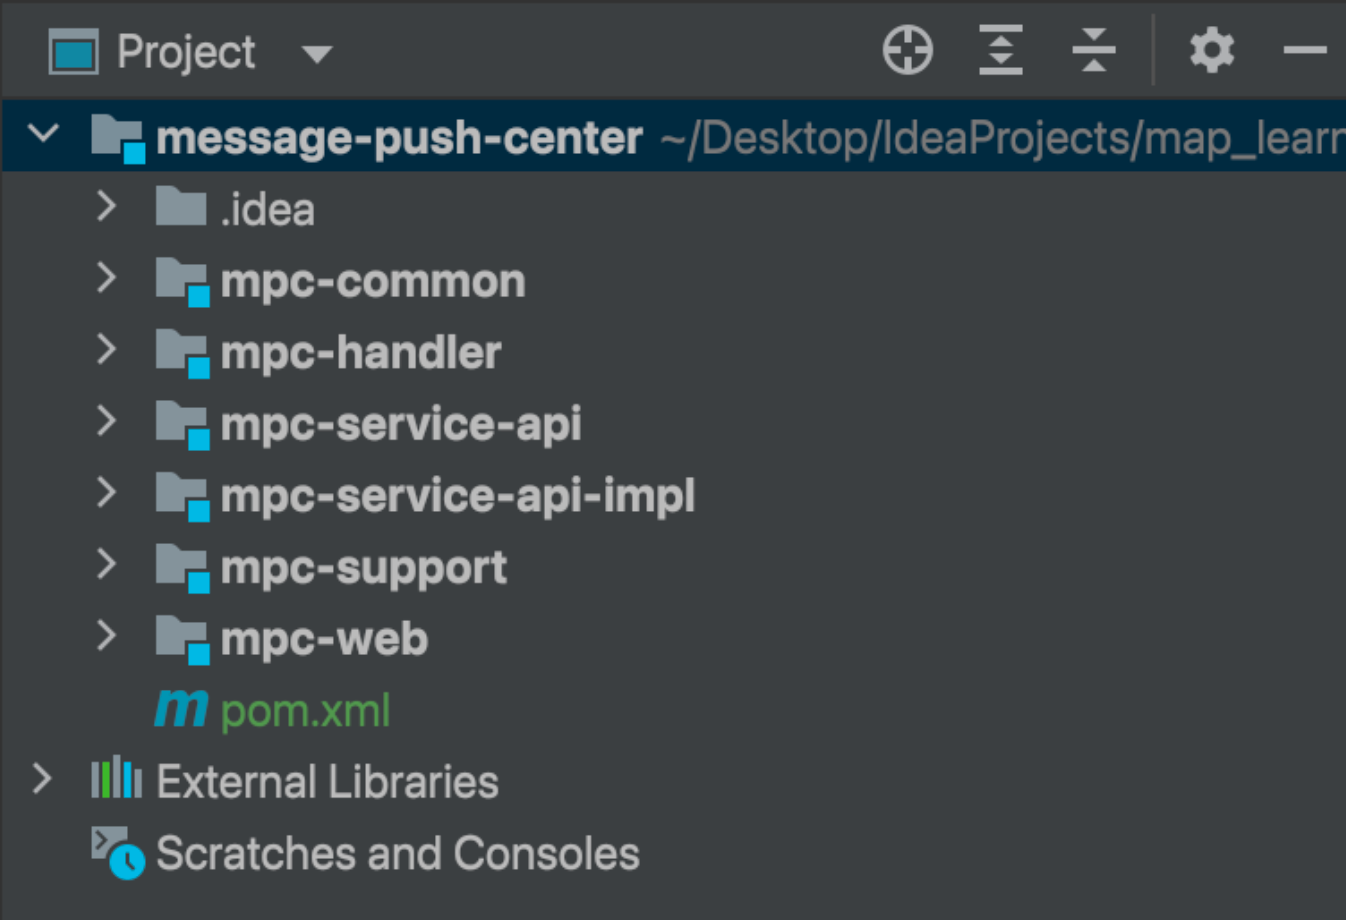 Project
message-push-center ~/Desktop/IdeaProjects/map_learn
.idea
mpc-common
mpc-handler
mpc-service-api
mpc-service-api-impl
mpc-support
mpc-web
pom.xml
External Libraries
Scratches and Consoles